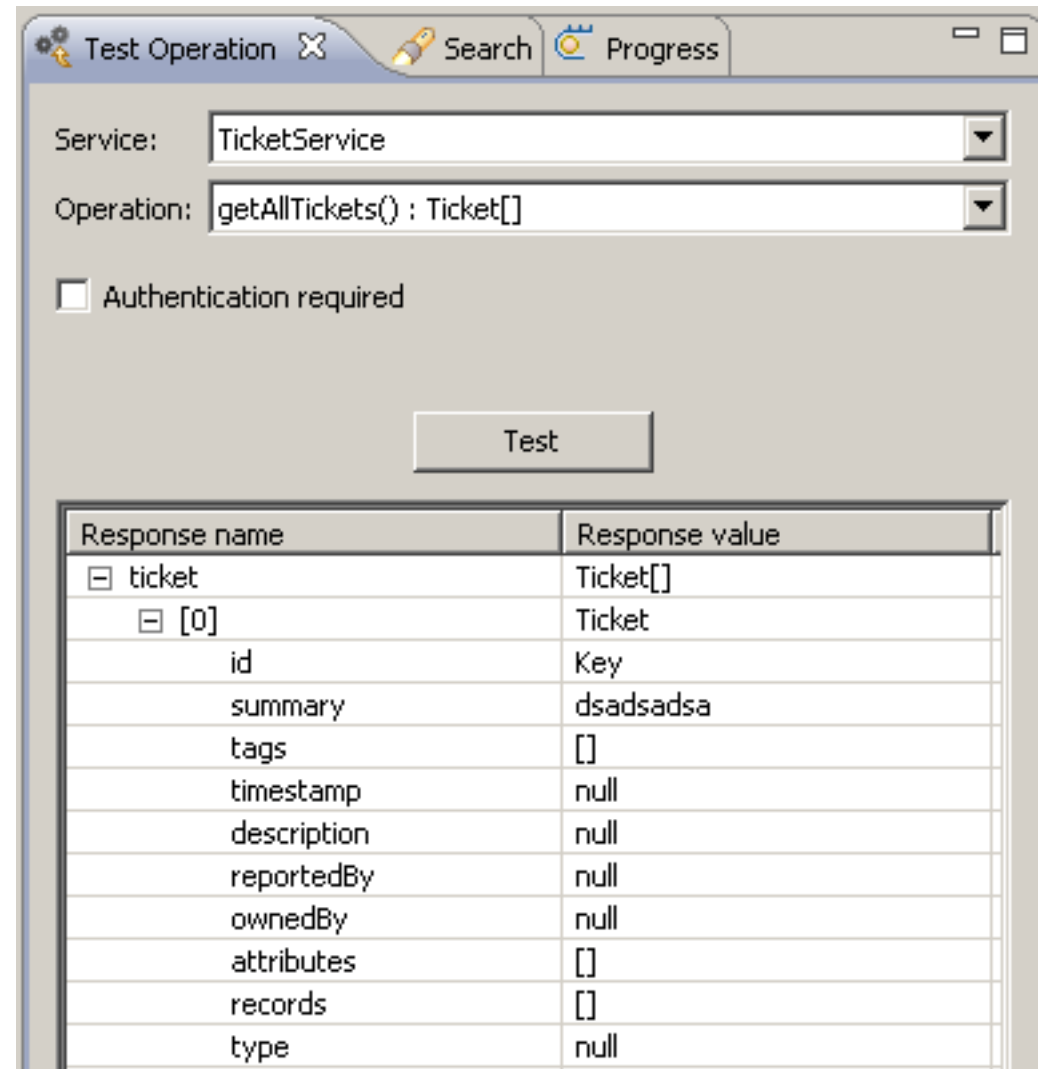 Test Operation Search Progress
Service: TicketService
Operation: getAllTickets() : Ticket[]
Authentication required
Test
Response name Response value
ticket Ticket[]
[0] Ticket
id Key
summary dsadsadsa
tags []
timestamp null
description null
reportedBy null
ownedBy null
attributes []
records []
type null